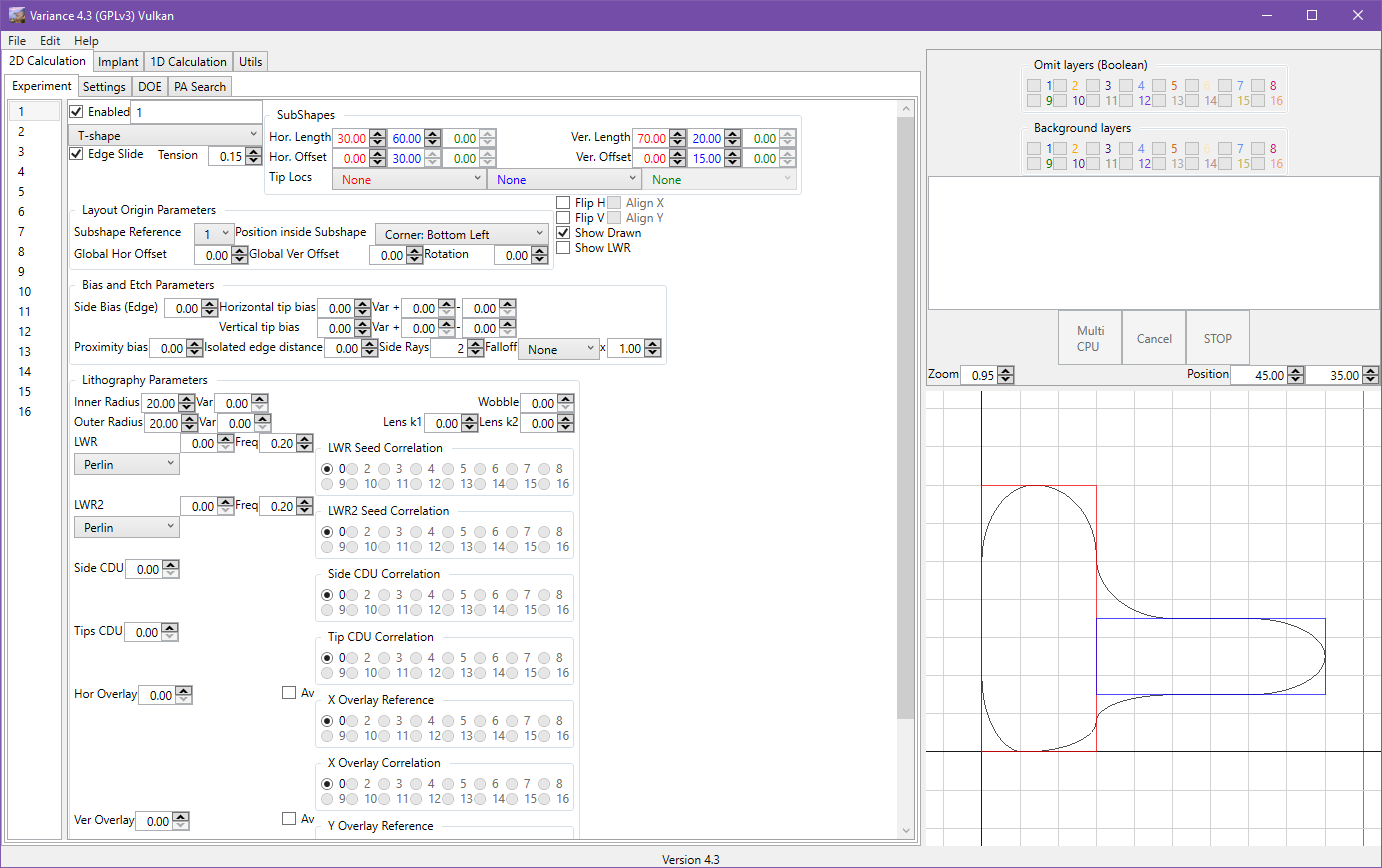 Variance 4.3 (GPLv3) Vulkan
File Edit Help
2D Calculation Implant 1D Calculation Utils
Experiment Settings DOE PA Search
1
2
3
4
5
6
7
8
9
10
11
12
13
14
15
16
Enabled 1
T-shape
Edge Slide Tension 0.15
SubShapes
Hor. Length 30.00 60.00 0.00 Ver. Length 70.00 20.00 0.00
Hor. Offset 0.00 30.00 0.00 Ver. Offset 0.00 15.00 0.00
Tip Locs None None None
Layout Origin Parameters
Subshape Reference 1 Position inside Subshape Corner: Bottom Left
Global Hor Offset 0.00 Global Ver Offset 0.00 Rotation 0.00
Flip H Align X
Flip V Align Y
Show Drawn
Show LWR
Bias and Etch Parameters
Side Bias (Edge) 0.00 Horizontal tip bias 0.00 Var + 0.00 - 0.00
Vertical tip bias 0.00 Var + 0.00 - 0.00
Proximity bias 0.00 Isolated edge distance 0.00 Side Rays 2 Falloff None x 1.00
Lithography Parameters
Inner Radius 20.00 Var 0.00 Wobble 0.00
Outer Radius 20.00 Var 0.00 Lens k1 0.00 Lens k2 0.00
LWR 0.00 Freq 0.20
Perlin
LWR Seed Correlation
0 2 3 4 5 6 7 8
9 10 11 12 13 14 15 16
LWR2 0.00 Freq 0.20
Perlin
LWR2 Seed Correlation
0 2 3 4 5 6 7 8
9 10 11 12 13 14 15 16
Side CDU 0.00
Side CDU Correlation
0 2 3 4 5 6 7 8
9 10 11 12 13 14 15 16
Tips CDU 0.00
Tip CDU Correlation
0 2 3 4 5 6 7 8
9 10 11 12 13 14 15 16
Hor Overlay 0.00 Av
X Overlay Reference
0 2 3 4 5 6 7 8
9 10 11 12 13 14 15 16
X Overlay Correlation
0 2 3 4 5 6 7 8
9 10 11 12 13 14 15 16
Ver Overlay 0.00 Av
Y Overlay Reference
Omit layers (Boolean)
1 2 3 4 5 6 7 8
9 10 11 12 13 14 15 16
Background layers
1 2 3 4 5 6 7 8
9 10 11 12 13 14 15 16
Multi
CPU
Cancel
STOP
Zoom 0.95 Position 45.00 35.00
Version 4.3